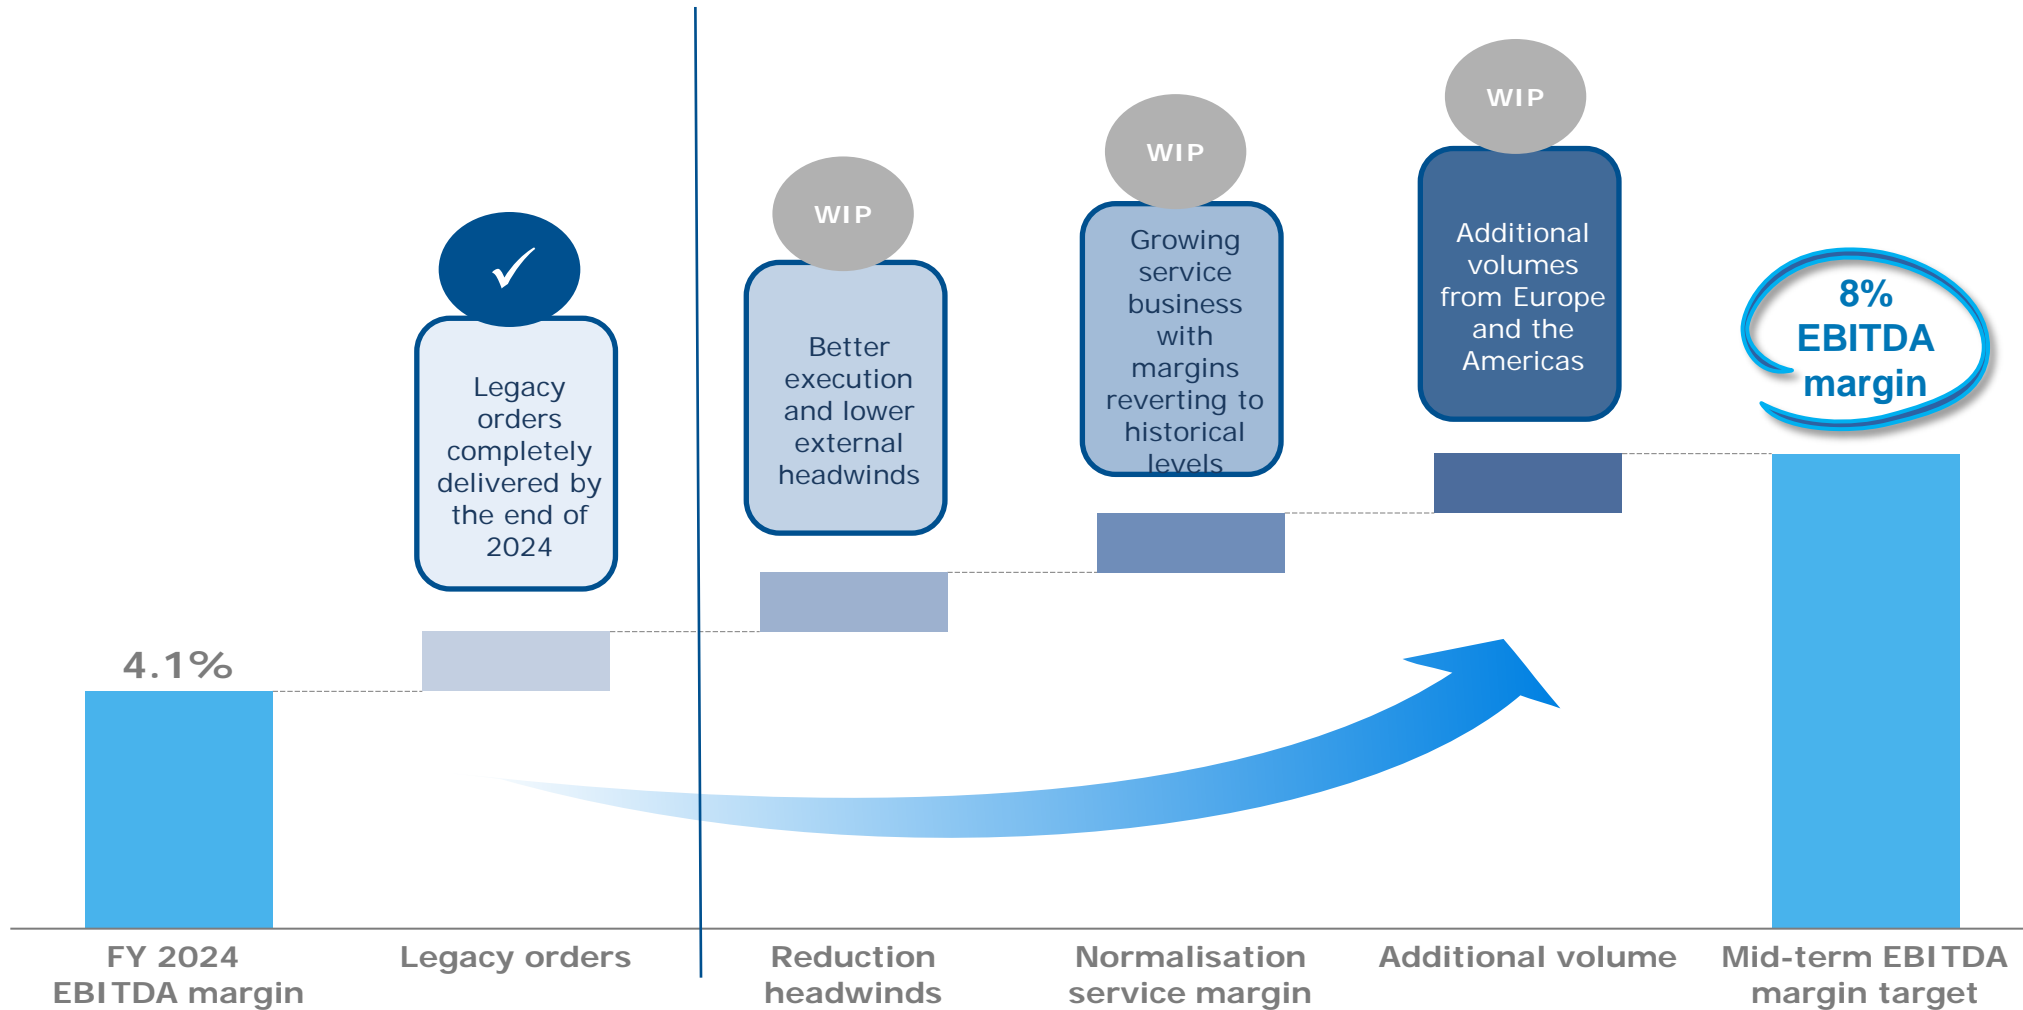 4.1%
✓
Legacy
orders
completely
delivered by
the end of
2024
WIP
Better
execution
and lower
external
headwinds
WIP
Growing
service
business
with
margins
reverting to
historical
levels
WIP
Additional
volumes
from Europe
and the
Americas
8%
EBITDA
margin
FY 2024
EBITDA margin
Legacy orders
Reduction
headwinds
Normalisation
service margin
Additional volume
Mid-term EBITDA
margin target